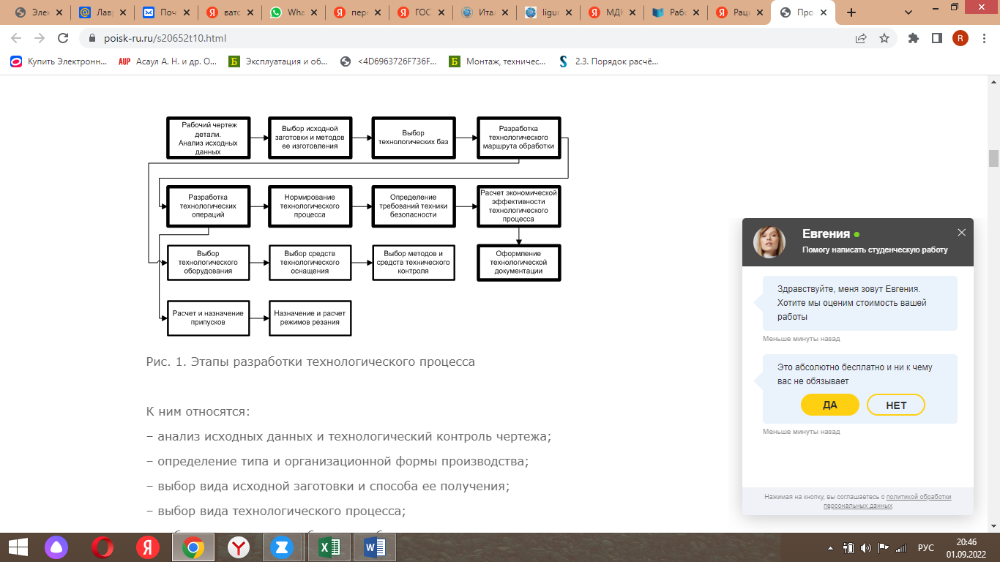 Эле
Лавр
Поч
ватс
Wha
пер
ГОС
Ита
ligur
МДК
Рабо
Раци
Про
poisk-ru.ru/s20652t10.html
R
Купить Электронн...
AUP
Асаул А. Н. и др. О...
Б
Эксплуатация и об...
<4D6963726F736F...
Б
Монтаж, техничес...
S
2.3. Порядок расчё...
Рабочий чертеж
детали.
Анализ исходных
данных
Выбор исходной
заготовки и методов
ее изготовления
Выбор
технологических баз
Разработка
технологического
маршрута обработки
Разработка
технологических
операций
Нормирование
технологического
процесса
Определение
требований техники
безопасности
Расчет экономической
эффективности
технологического
процесса
Выбор
технологического
оборудования
Выбор средств
технологического
оснащения
Выбор методов и
средств технического
контроля
Оформление
технологической
документации
Расчет и назначение
припусков
Назначение и расчет
режимов резания
Рис. 1. Этапы разработки технологического процесса
К ним относятся:
– анализ исходных данных и технологический контроль чертежа;
– определение типа и организационной формы производства;
– выбор вида исходной заготовки и способа ее получения;
– выбор вида технологического процесса;
Евгения
Помогу написать студенческую работу
Здравствуйте, меня зовут Евгения.
Хотите мы оценим стоимость вашей
работы
Меньше минуты назад
Это абсолютно бесплатно и ни к чему
вас не обязывает
ДА
НЕТ
Меньше минуты назад
Нажимая на кнопку, вы соглашаетесь с политикой обработки
персональных данных
РУС
20:46
01.09.2022